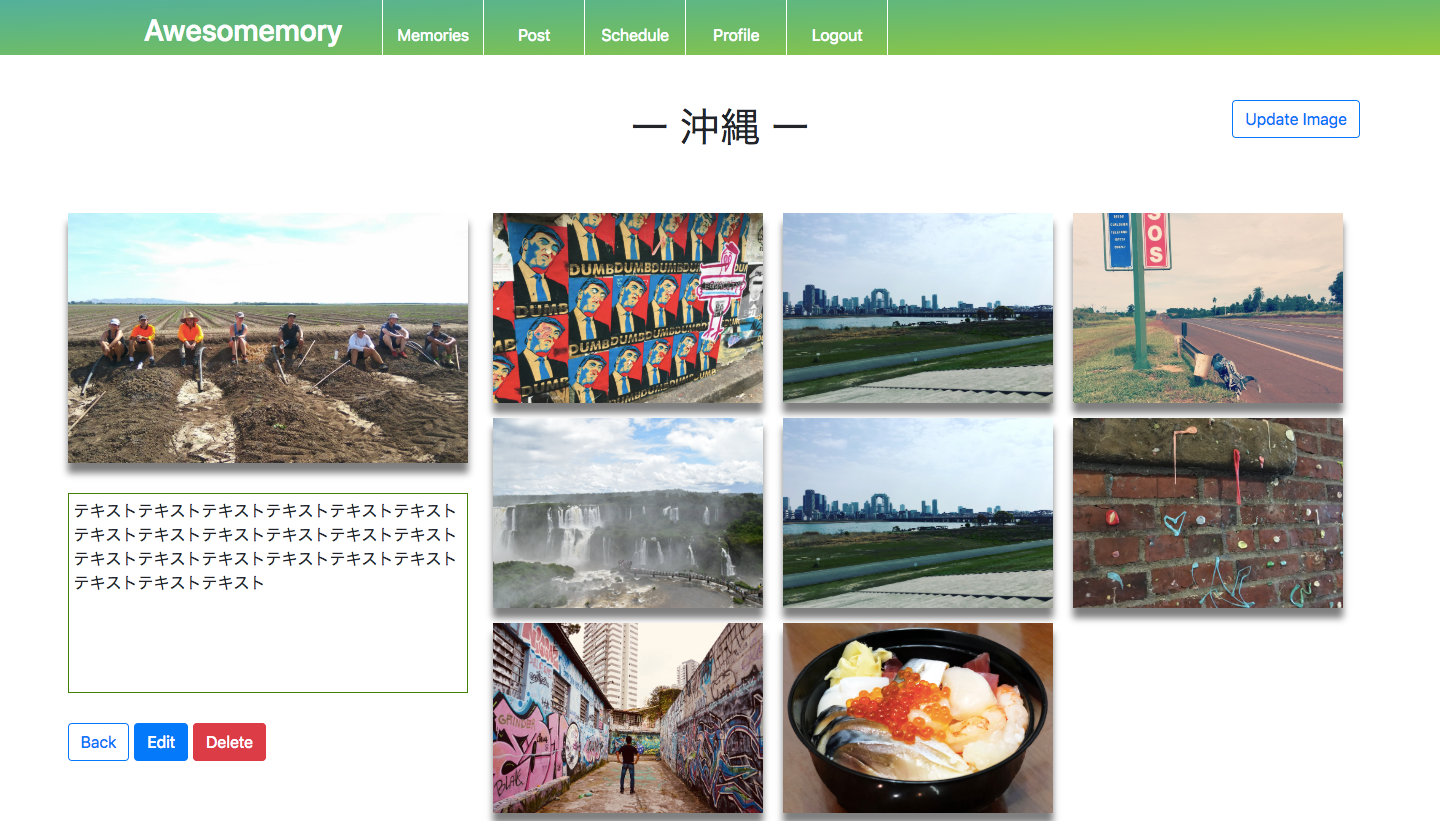 Awesomemory
Memories
Post
Schedule
Profile
Logout
ー 沖縄 ー
Update Image
DUMBDUMBDUMBDUM
DUMB
DUMBDUMBDUMBDUMB
DUMB
SOS
テキストテキストテキストテキストテキストテキスト
テキストテキストテキストテキストテキストテキスト
テキストテキストテキストテキストテキストテキスト
テキストテキストテキスト
Back
Edit
Delete